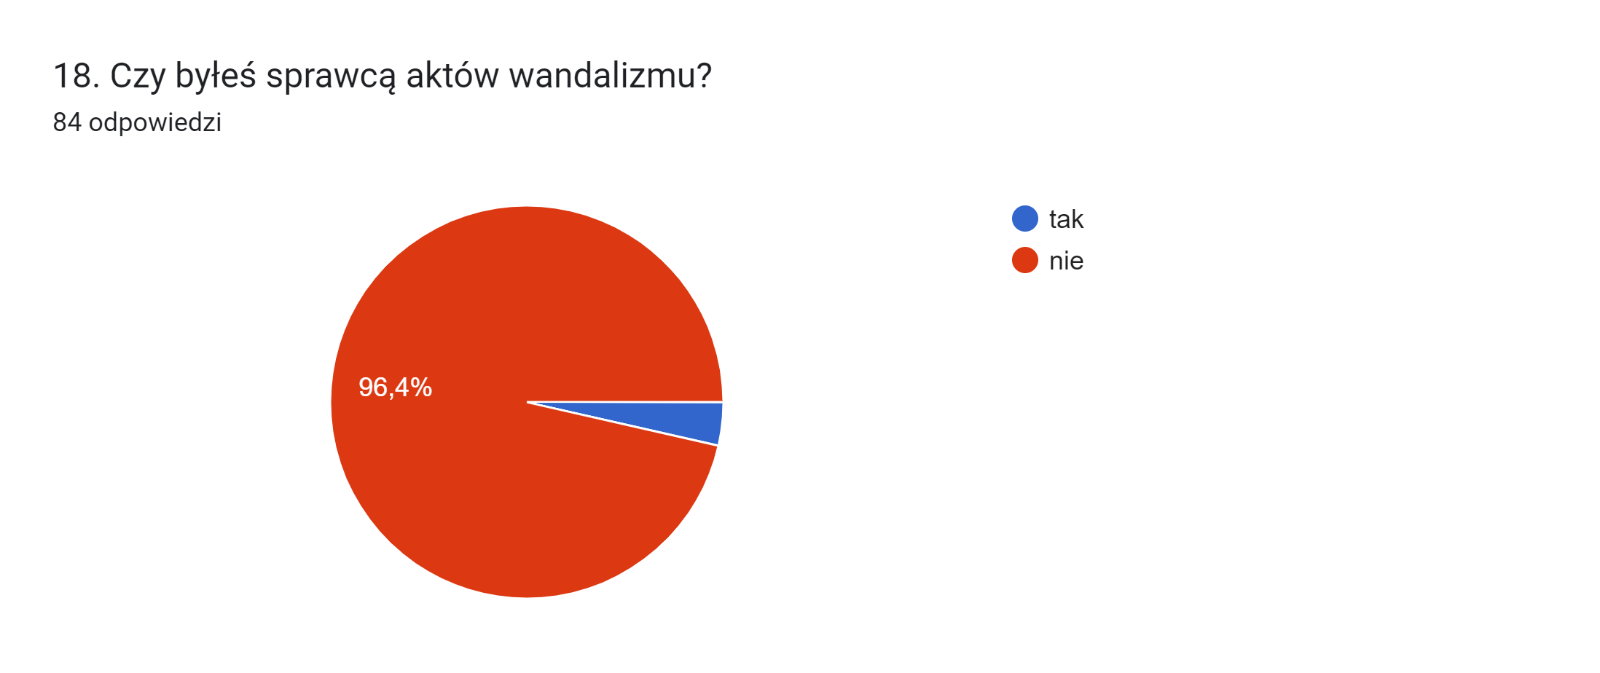 18. Czy byłeś sprawcą aktów wandalizmu?
84 odpowiedzi
tak
nie
96,4%